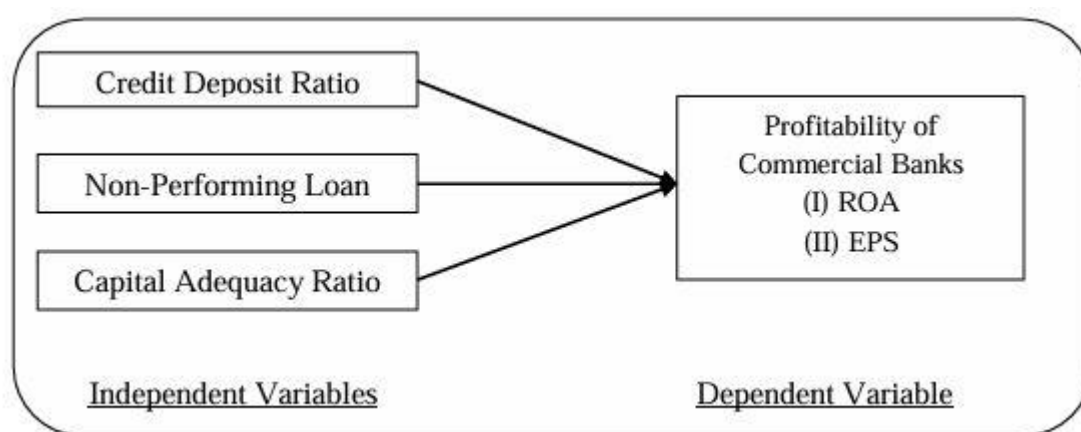 Credit Deposit Ratio
Non-Performing Loan
Capital Adequacy Ratio
Profitability of
Commercial Banks
(I) ROA
(II) EPS
Independent Variables
Dependent Variable